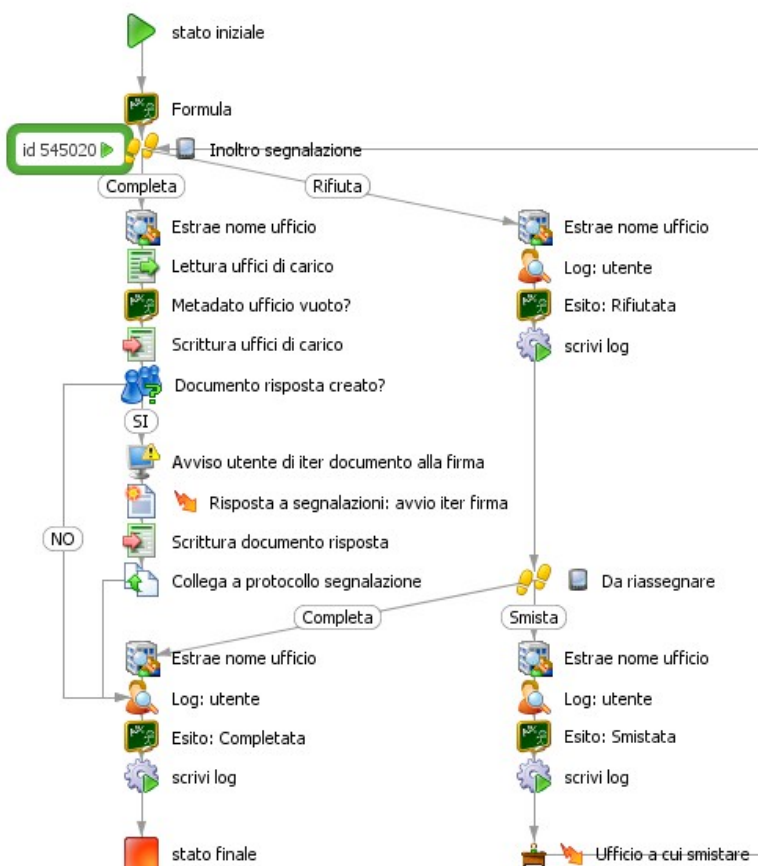 stato iniziale
Formula
id 545020
Inoltro segnalazione
Completa
Rifiuta
Estrae nome ufficio
Estrae nome ufficio
Lettura uffici di carico
Log: utente
Metadato ufficio vuoto?
Esito: Rifiutata
Scrittura uffici di carico
scrivi log
Documento risposta creato?
SI
Avviso utente di iter documento alla firma
Risposta a segnalazioni: avvio iter firma
NO
Scrittura documento risposta
Collega a protocollo segnalazione
Da riassegnare
Completa
Smista
Estrae nome ufficio
Estrae nome ufficio
Log: utente
Log: utente
Esito: Completata
Esito: Smistata
scrivi log
scrivi log
stato finale
Ufficio a cui smistare